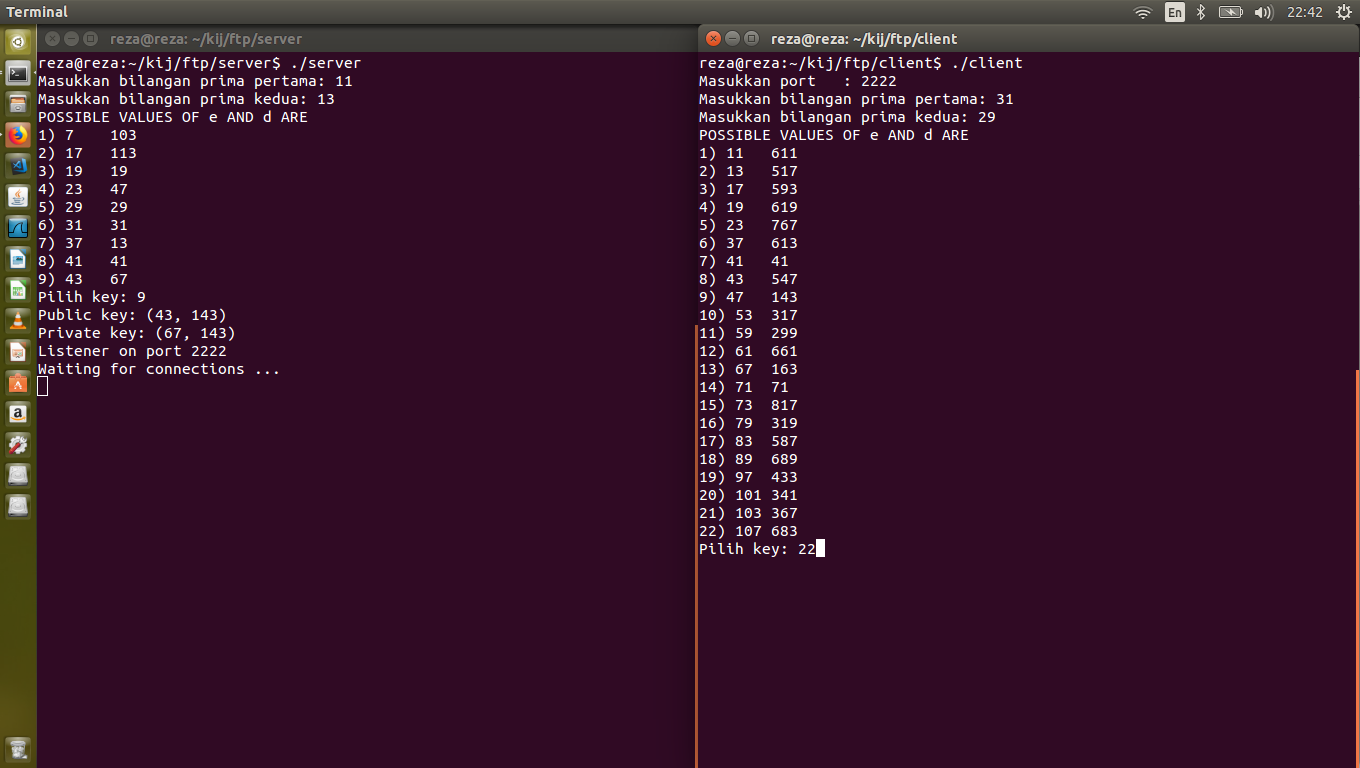 Terminal
En
22:42
reza@reza: ~/kij/ftp/server
reza@reza:~/kij/ftp/server$ ./server
Masukkan bilangan prima pertama: 11
Masukkan bilangan prima kedua: 13
POSSIBLE VALUES OF e AND d ARE
1) 7 103
2) 17 113
3) 19 19
4) 23 47
5) 29 29
6) 31 31
7) 37 13
8) 41 41
9) 43 67
Pilih key: 9
Public key: (43, 143)
Private key: (67, 143)
Listener on port 2222
Waiting for connections ...
reza@reza: ~/kij/ftp/client
reza@reza:~/kij/ftp/client$ ./client
Masukkan port : 2222
Masukkan bilangan prima pertama: 31
Masukkan bilangan prima kedua: 29
POSSIBLE VALUES OF e AND d ARE
1) 11 611
2) 13 517
3) 17 593
4) 19 619
5) 23 767
6) 37 613
7) 41 41
8) 43 547
9) 47 143
10) 53 317
11) 59 299
12) 61 661
13) 67 163
14) 71 71
15) 73 817
16) 79 319
17) 83 587
18) 89 689
19) 97 433
20) 101 341
21) 103 367
22) 107 683
Pilih key: 22